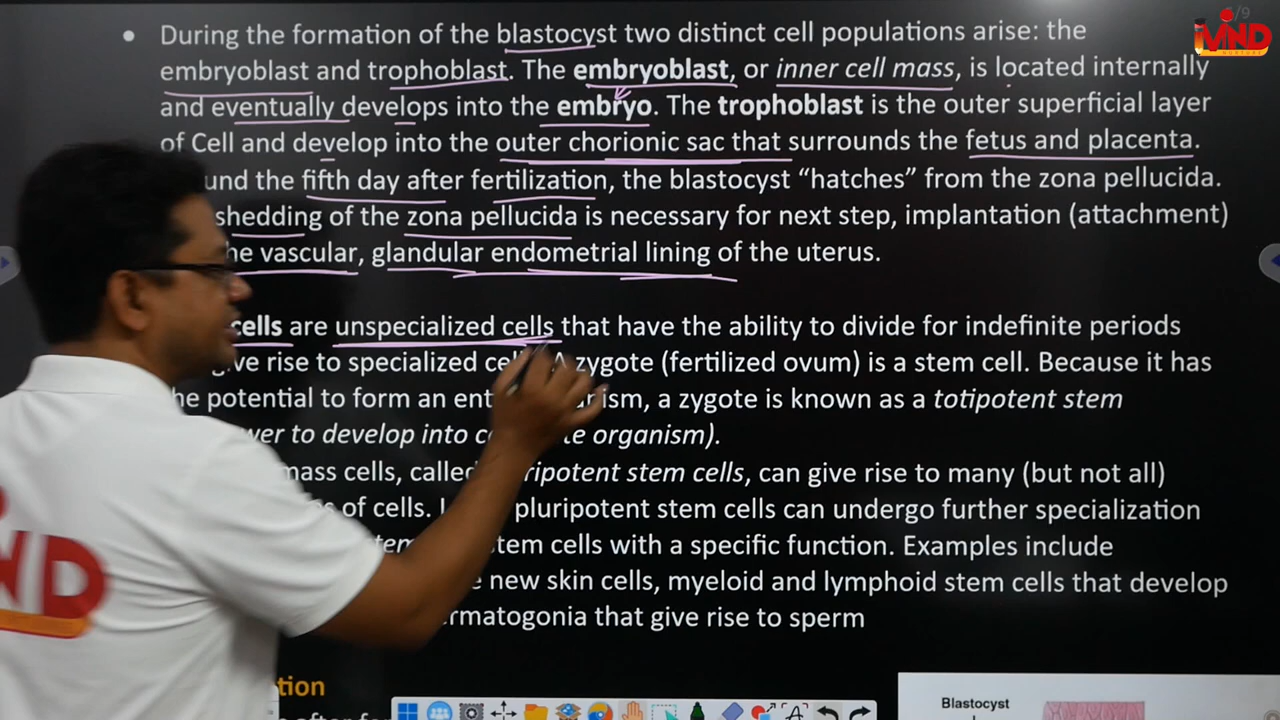 During the formation of the blastocyst two distinct cell populations arise: the
embryoblast and trophoblast. The embryoblast, or inner cell mass, is located internally
and eventually develops into the embryo. The trophoblast is the outer superficial layer
of Cell and develop into the outer chorionic sac that surrounds the fetus and placenta.
und the fifth day after fertilization, the blastocyst “hatches” from the zona pellucida.
shedding of the zona pellucida is necessary for next step, implantation (attachment)
he vascular, glandular endometrial lining of the uterus.
cells are unspecialized cells that have the ability to divide for indefinite periods
ve rise to specialized A zygote (fertilized ovum) is a stem cell. Because it has
he potential to form an a zygote is known as a totipotent stem
wer to develop into organism).
mass cells, called ripotent stem cells, can give rise to many (but not all)
of cells. pluripotent stem cells can undergo further specialization
tem cells with a specific function. Examples include
new skin cells, myeloid and lymphoid stem cells that develop
rmatogonia that give rise to sperm
tion
Blastocyst
/9
MIND
ND